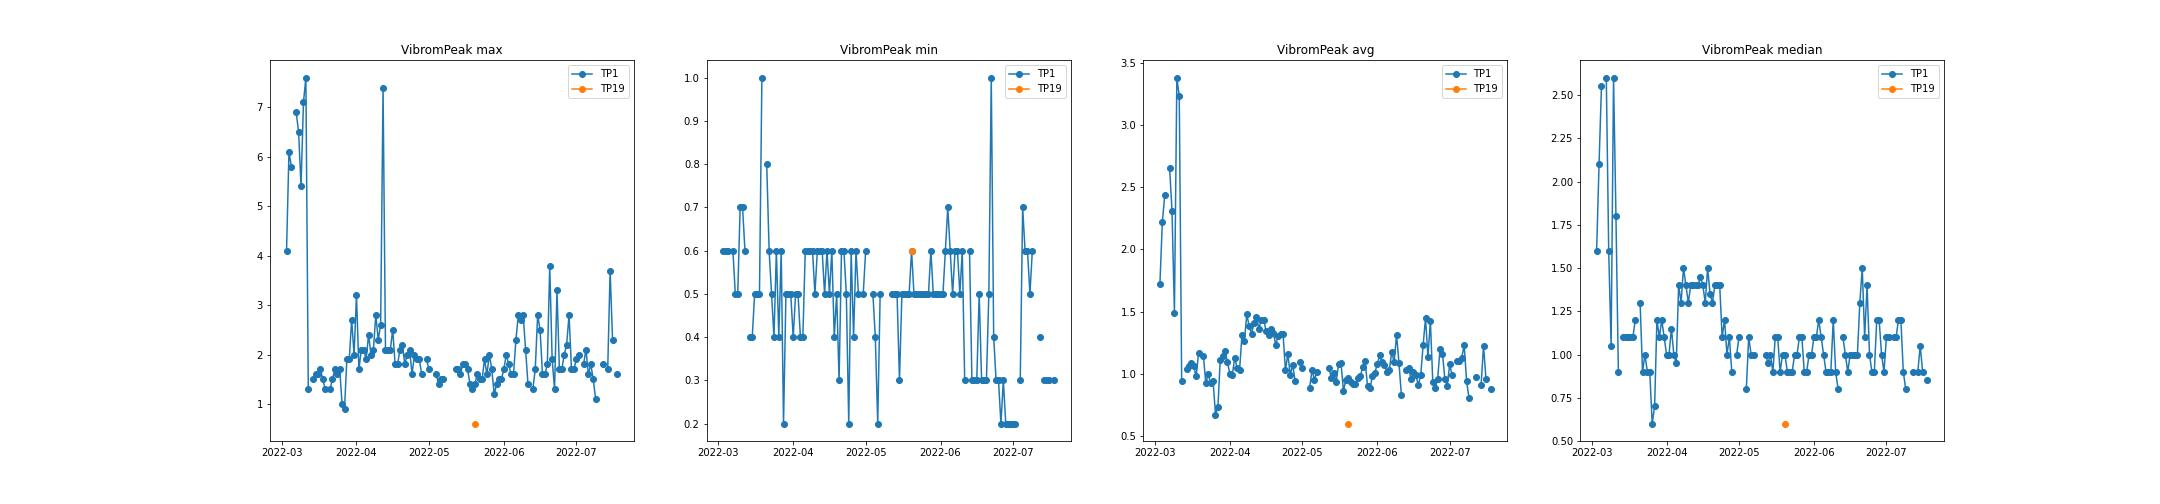 VibromPeak max
TP1
TP19
7
6
5
4
3
2
1
2022-03 2022-04 2022-05 2022-06 2022-07
VibromPeak min
TP1
TP19
1.0
0.9
0.8
0.7
0.6
0.5
0.4
0.3
0.2
2022-03 2022-04 2022-05 2022-06 2022-07
VibromPeak avg
TP1
TP19
3.5
3.0
2.5
2.0
1.5
1.0
0.5
2022-03 2022-04 2022-05 2022-06 2022-07
VibromPeak median
TP1
TP19
2.50
2.25
2.00
1.75
1.50
1.25
1.00
0.75
0.50
2022-03 2022-04 2022-05 2022-06 2022-07